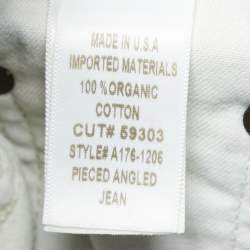 MADE IN U.S.A
IMPORTED MATERIALS
100% ORGANIC
COTTON
CUT# 59303
STYLE# A176-1206
PIECED ANGLED
JEAN